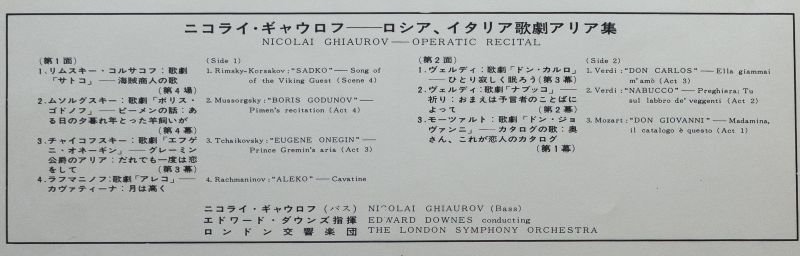 ニコライ・ギャウロフ――ロシア、イタリア歌劇アリア集
NICOLAI GHIAUROV — OPERATIC RECITAL
(第1面)
1.リムスキー・コルサコフ:歌劇
「サトコ」――海賊商人の歌
(第4場)
2.ムソルグスキー:歌劇「ボリス・
ゴドノフ」――ピーメンの話:あ
る日の夕暮れ年とった羊飼いが
(第4幕)
3.チャイコフスキー:歌劇「エフゲ
ニ・オネーギン」――グレーミン
公爵のアリア:だれでも一度は恋
をして (第3幕)
4.ラフマニノフ:歌劇「アレコ」――
カヴァティーナ:月は高く
(Side 1)
1. Rimsky-Korsakov: "SADKO" — Song of
of the Viking Guest (Scene 4)
2. Mussorgsky: "BORIS GODUNOV" —
Pimen's recitation (Act 4)
3. Tchaikovsky: "EUGENE ONEGIN" —
Prince Gremin's aria (Act 3)
4. Rachmaninov: "ALEKO" — Cavatine
(第2面)
1.ヴェルディ:歌劇「ドン・カルロ」
――ひとり寂しく眠ろう(第3幕)
2.ヴェルディ:歌劇「ナブッコ」――
祈り:おまえは予言者のことばに
よって (第2幕)
3.モーツァルト:歌劇「ドン・ジョ
ヴァンニ」――カタログの歌:奥
さん、これが恋人のカタログ
(第1幕)
(Side 2)
1. Verdi: "DON CARLOS" — Ella giammai
m'amò (Act 3)
2. Verdi: "NABUCCO" — Preghiera: Tu
sul labbro de' veggenti (Act 2)
3. Mozart: "DON GIOVANNI" — Madamina,
il catalogo è questo (Act 1)
ニコライ・ギャウロフ (バス) NICOLAI GHIAUROV (Bass)
エドワード・ダウンズ指揮 EDWARD DOWNES conducting
ロンドン交響楽団 THE LONDON SYMPHONY ORCHESTRA